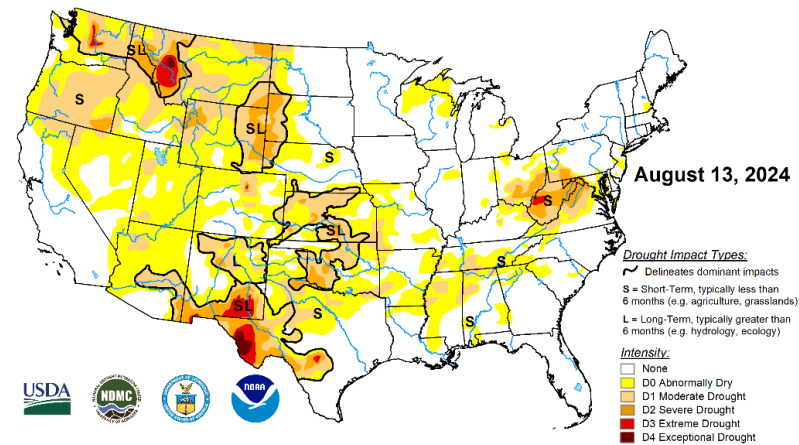 SL
S
SL
S
SL
L
SL
S
S
S
S
SL
August 13, 2024
Drought Impact Types:
Delineates dominant impacts
S = Short-Term, typically less than
6 months (e.g. agriculture, grasslands)
L = Long-Term, typically greater than
6 months (e.g. hydrology, ecology)
Intensity:
None
D0 Abnormally Dry
D1 Moderate Drought
D2 Severe Drought
D3 Extreme Drought
D4 Exceptional Drought
USDA
NDMC
NOAA